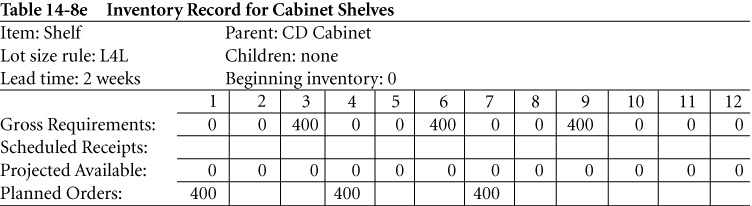 Table 14-8e Inventory Record for Cabinet Shelves
Item: Shelf Parent: CD Cabinet
Lot size rule: L4L Children: none
Lead time: 2 weeks Beginning inventory: 0
1 2 3 4 5 6 7 8 9 10 11 12
Gross Requirements: 0 0 400 0 0 400 0 0 400 0 0 0
Scheduled Receipts:
Projected Available: 0 0 0 0 0 0 0 0 0 0 0 0
Planned Orders: 400 400 400